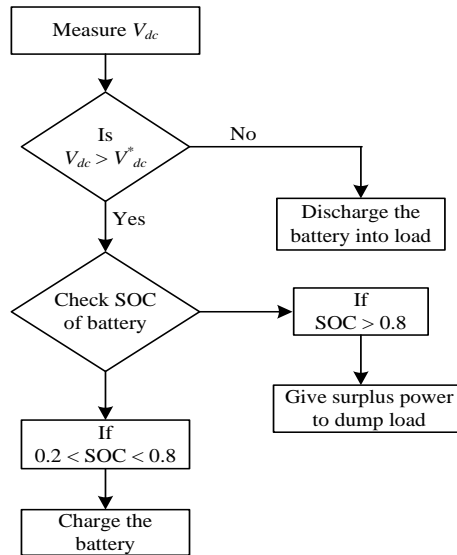 Measure V_dc
Is
V_dc > V*_dc
No
Yes
Discharge the
battery into load
Check SOC
of battery
If
SOC > 0.8
Give surplus power
to dump load
If
0.2 < SOC < 0.8
Charge the
battery